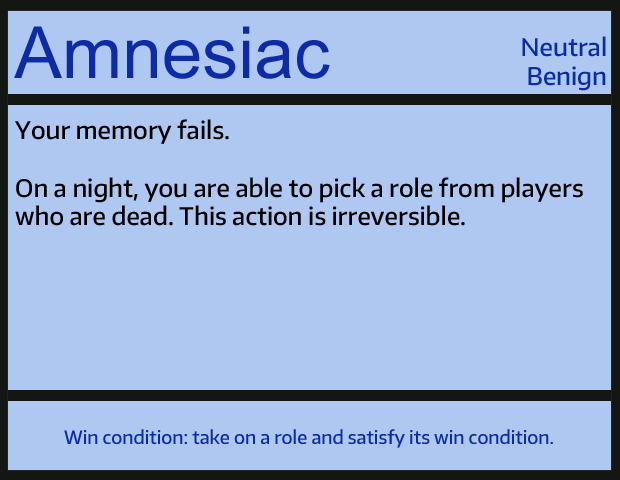 Amnesiac
Neutral
Benign
Your memory fails.
On a night, you are able to pick a role from players
who are dead. This action is irreversible.
Win condition: take on a role and satisfy its win condition.